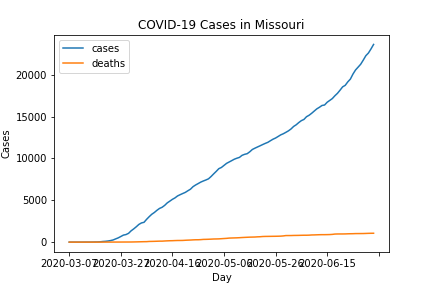 COVID-19 Cases in Missouri
cases
deaths
20000
15000
10000
5000
0
Cases
2020-03-07 2020-03-27 2020-04-16 2020-05-06 2020-05-26 2020-06-15
Day